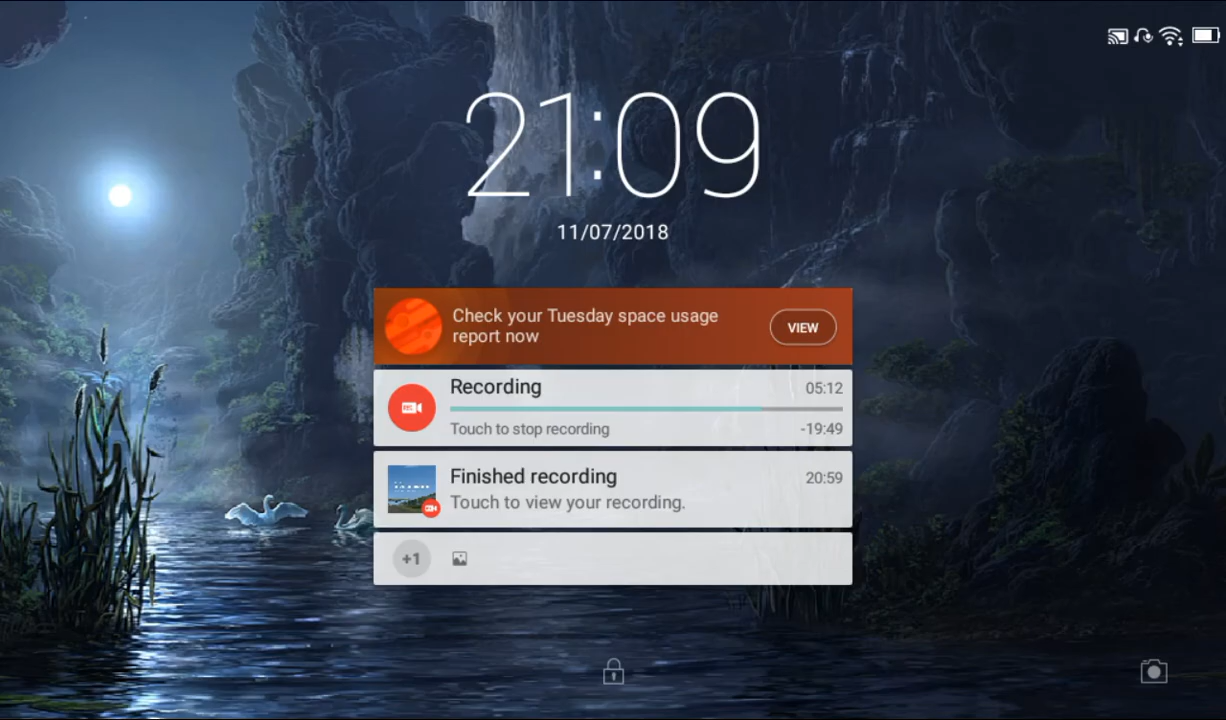 21:09
11/07/2018
Check your Tuesday space usage
report now
VIEW
Recording
05:12
Touch to stop recording
-19:49
Finished recording
20:59
Touch to view your recording.
+1